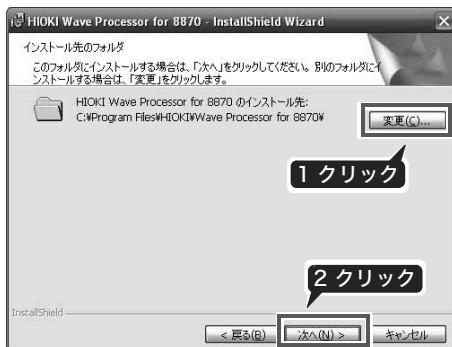 HIOKI Wave Processor for 8870 - InstallShield Wizard
インストール先のフォルダ
このフォルダにインストールする場合は、「次へ」をクリックしてください。別のフォルダにイ
ンストールする場合は、「変更」をクリックします。
HIOKI Wave Processor for 8870 のインストール先:
C:¥Program Files¥HIOKI¥Wave Processor for 8870¥
変更(C)...
1 クリック
2 クリック
InstallShield
< 戻る(B)
次へ(N) >
キャンセル